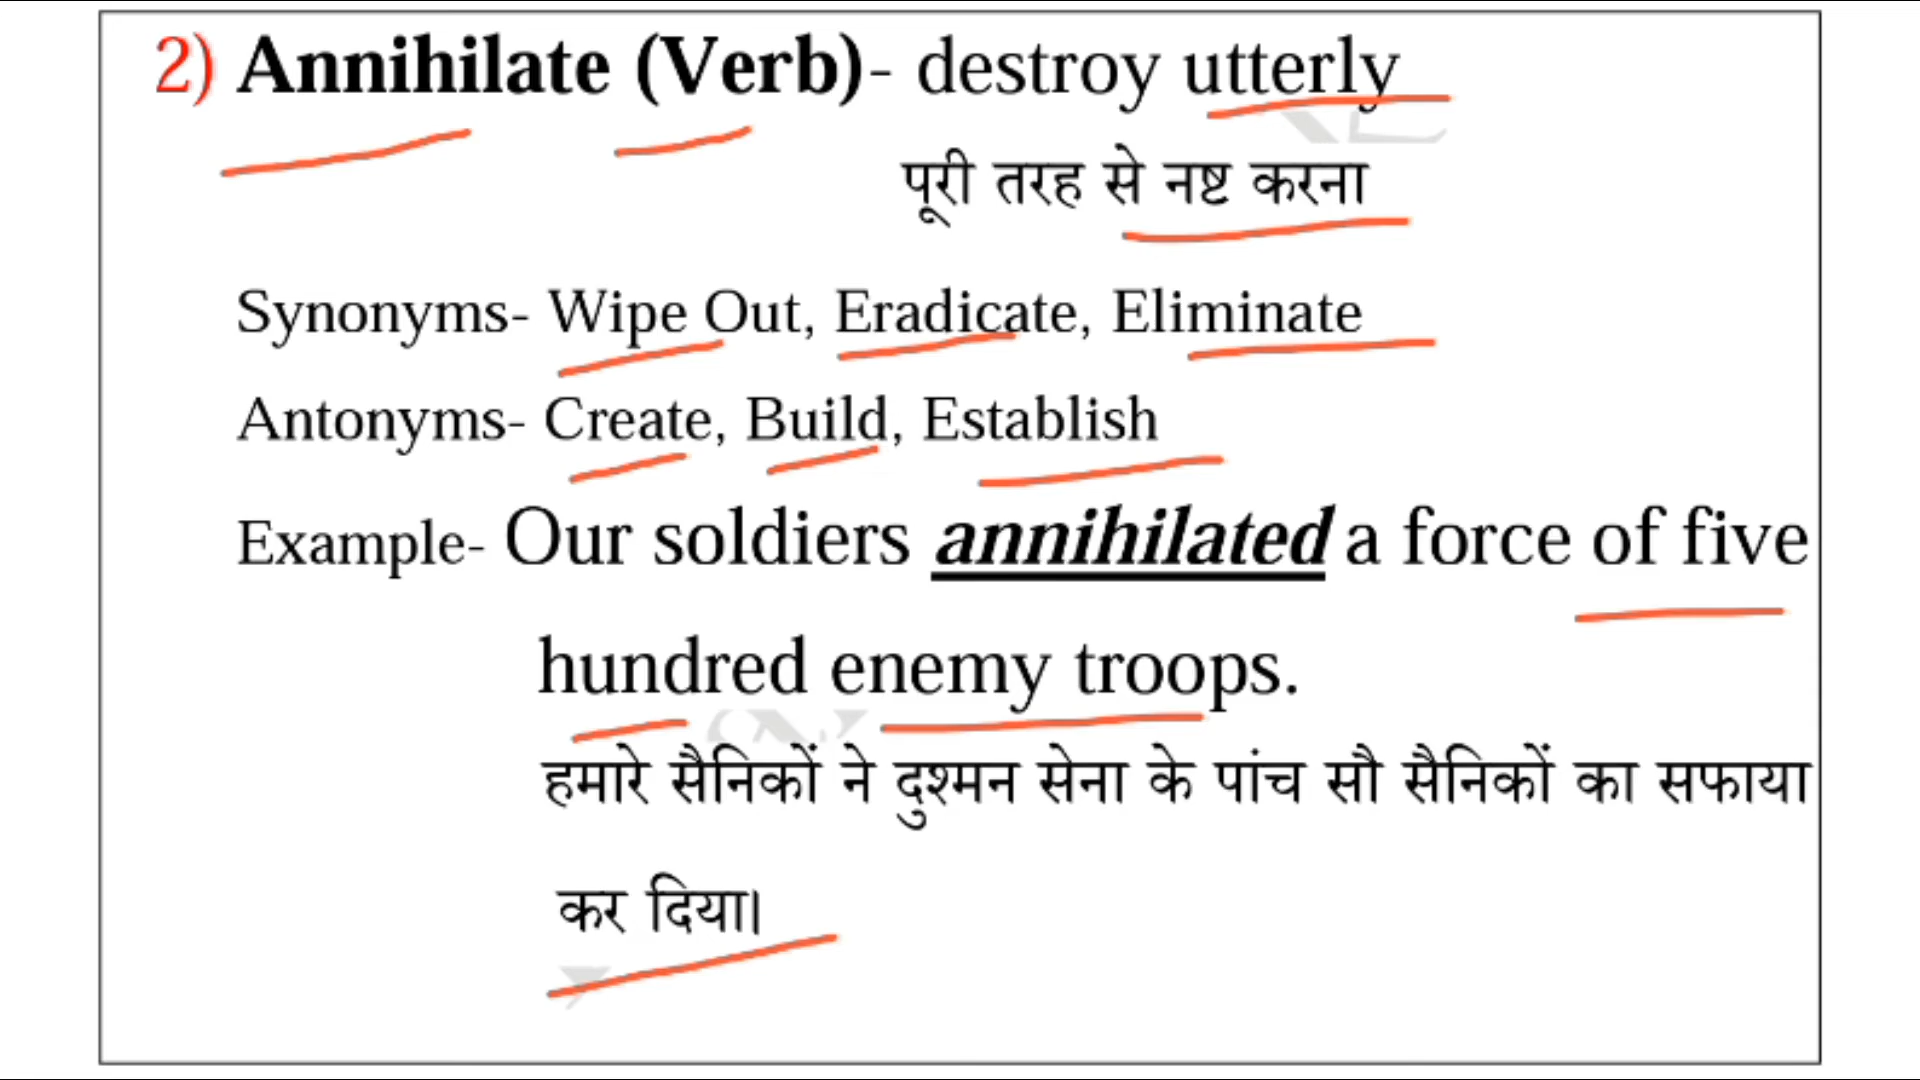 2) Annihilate (Verb)- destroy utterly
पूरी तरह से नष्ट करना
Synonyms- Wipe Out, Eradicate, Eliminate
Antonyms- Create, Build, Establish
Example- Our soldiers annihilated a force of five
hundred enemy troops.
हमारे सैनिकों ने दुश्मन सेना के पांच सौ सैनिकों का सफाया
कर दिया।